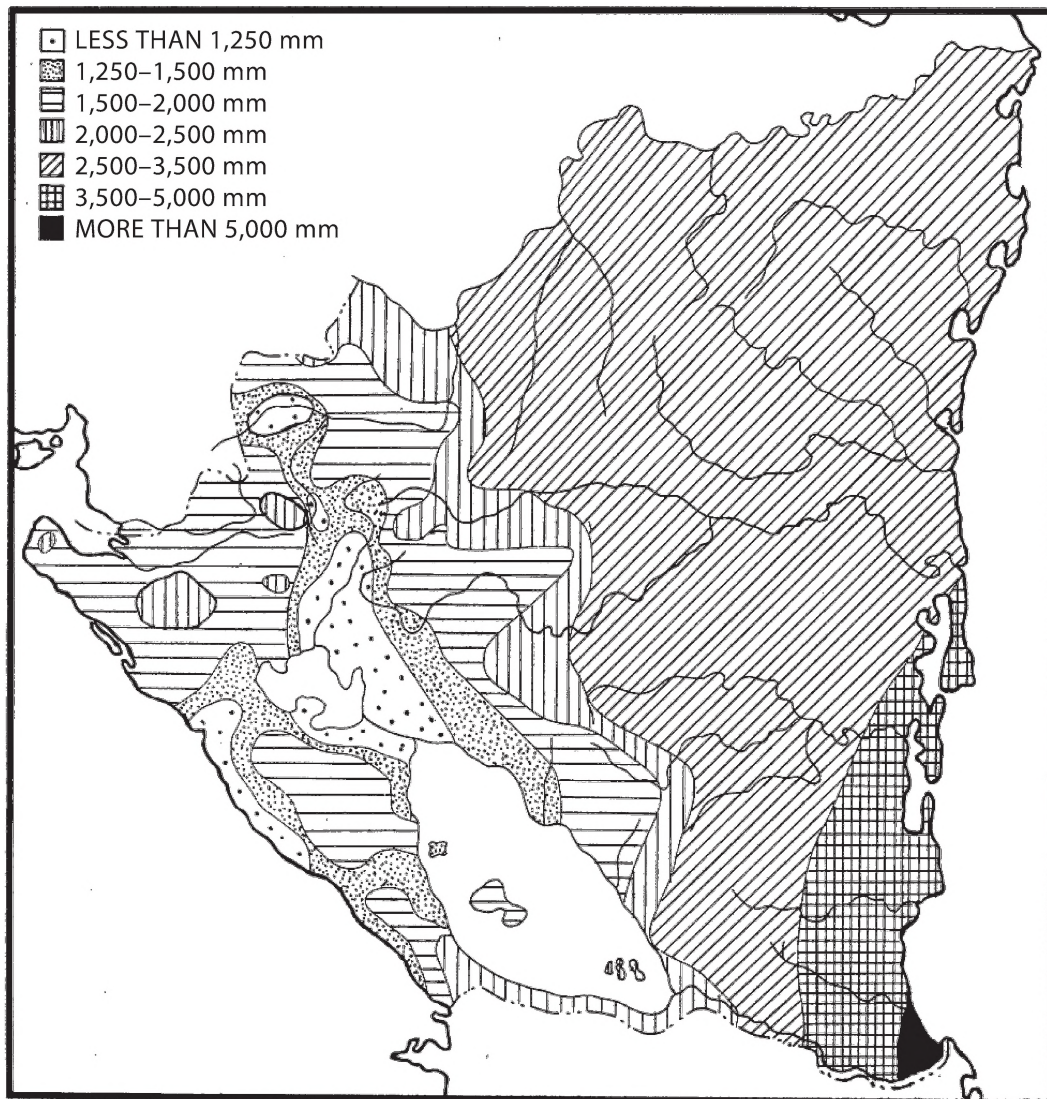 LESS THAN 1,250 mm
1,250–1,500 mm
1,500–2,000 mm
2,000–2,500 mm
2,500–3,500 mm
3,500–5,000 mm
MORE THAN 5,000 mm